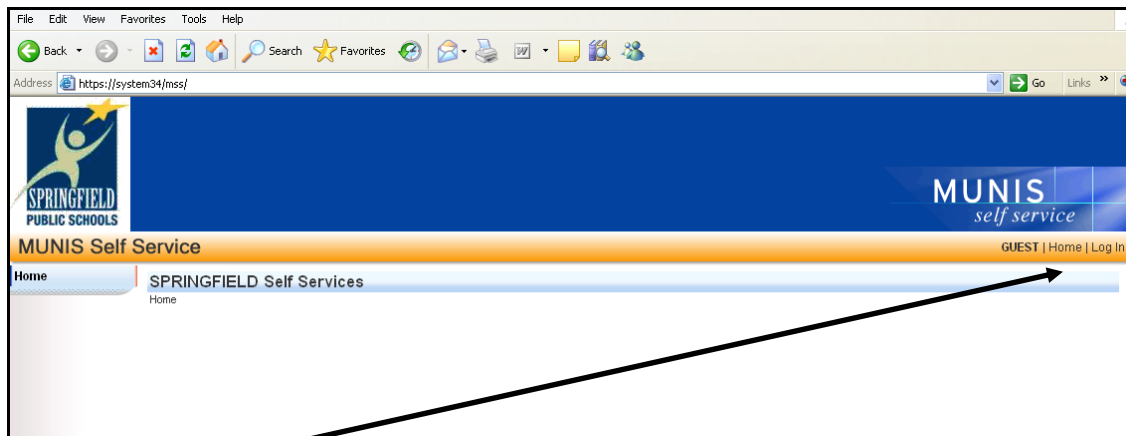 File Edit View Favorites Tools Help
Back Search Favorites
Address https://system34/mss/ Go Links »
SPRINGFIELD
PUBLIC SCHOOLS
MUNIS
self service
MUNIS Self Service
GUEST | Home | Log In
Home
SPRINGFIELD Self Services
Home